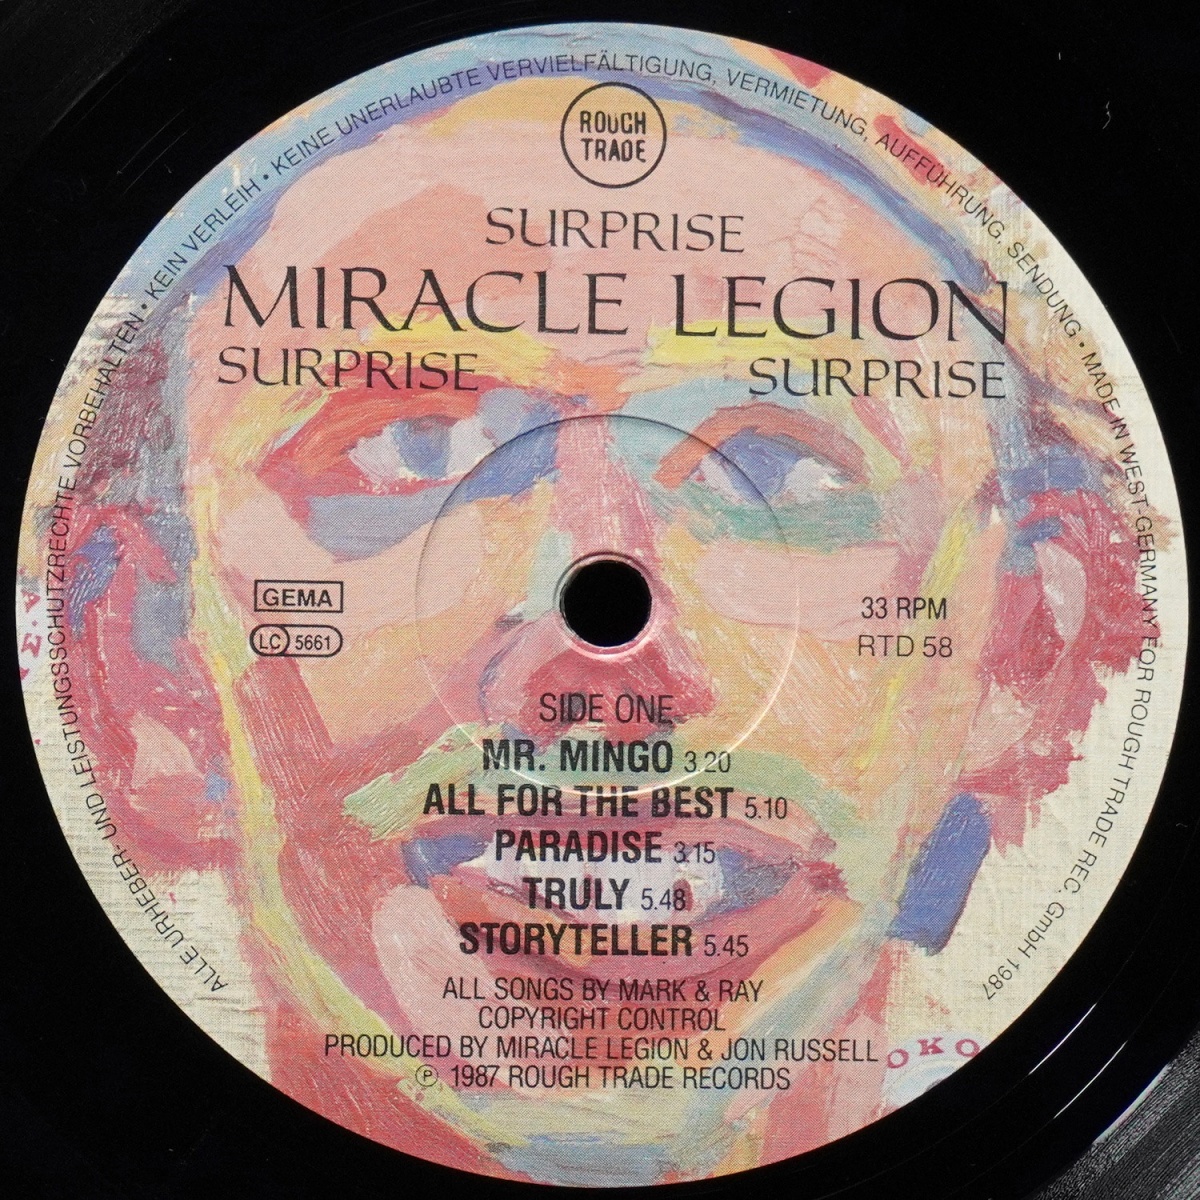 ALLE URHEBER- UND LEISTUNGSSCHUTZRECHTE VORBEHALTEN • KEIN VERLEIH • KEINE UNERLAUBTE VERVIELFÄLTIGUNG, VERMIETUNG, AUFFÜHRUNG, SENDUNG • MADE IN WEST-GERMANY FOR ROUGH TRADE REC. GmbH 1987
ROUGH
TRADE
SURPRISE
MIRACLE LEGION
SURPRISE SURPRISE
GEMA
LC 5661
33 RPM
RTD 58
SIDE ONE
MR. MINGO 3.20
ALL FOR THE BEST 5.10
PARADISE 3.15
TRULY 5.48
STORYTELLER 5.45
ALL SONGS BY MARK & RAY
COPYRIGHT CONTROL
PRODUCED BY MIRACLE LEGION & JON RUSSELL
℗ 1987 ROUGH TRADE RECORDS
OKO